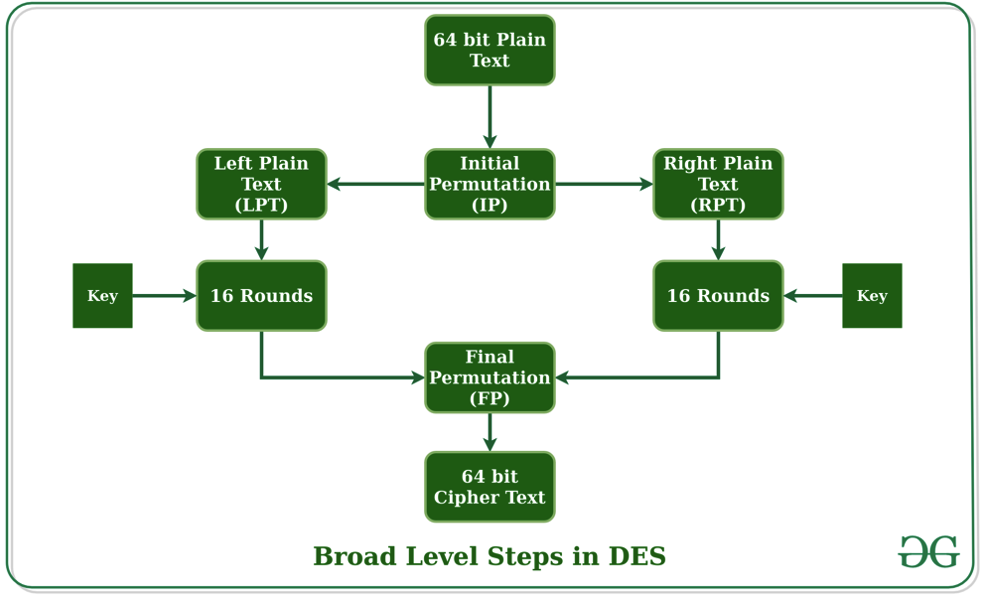 64 bit Plain
Text
Left Plain
Text
(LPT)
Initial
Permutation
(IP)
Right Plain
Text
(RPT)
Key
16 Rounds
16 Rounds
Key
Final
Permutation
(FP)
64 bit
Cipher Text
Broad Level Steps in DES